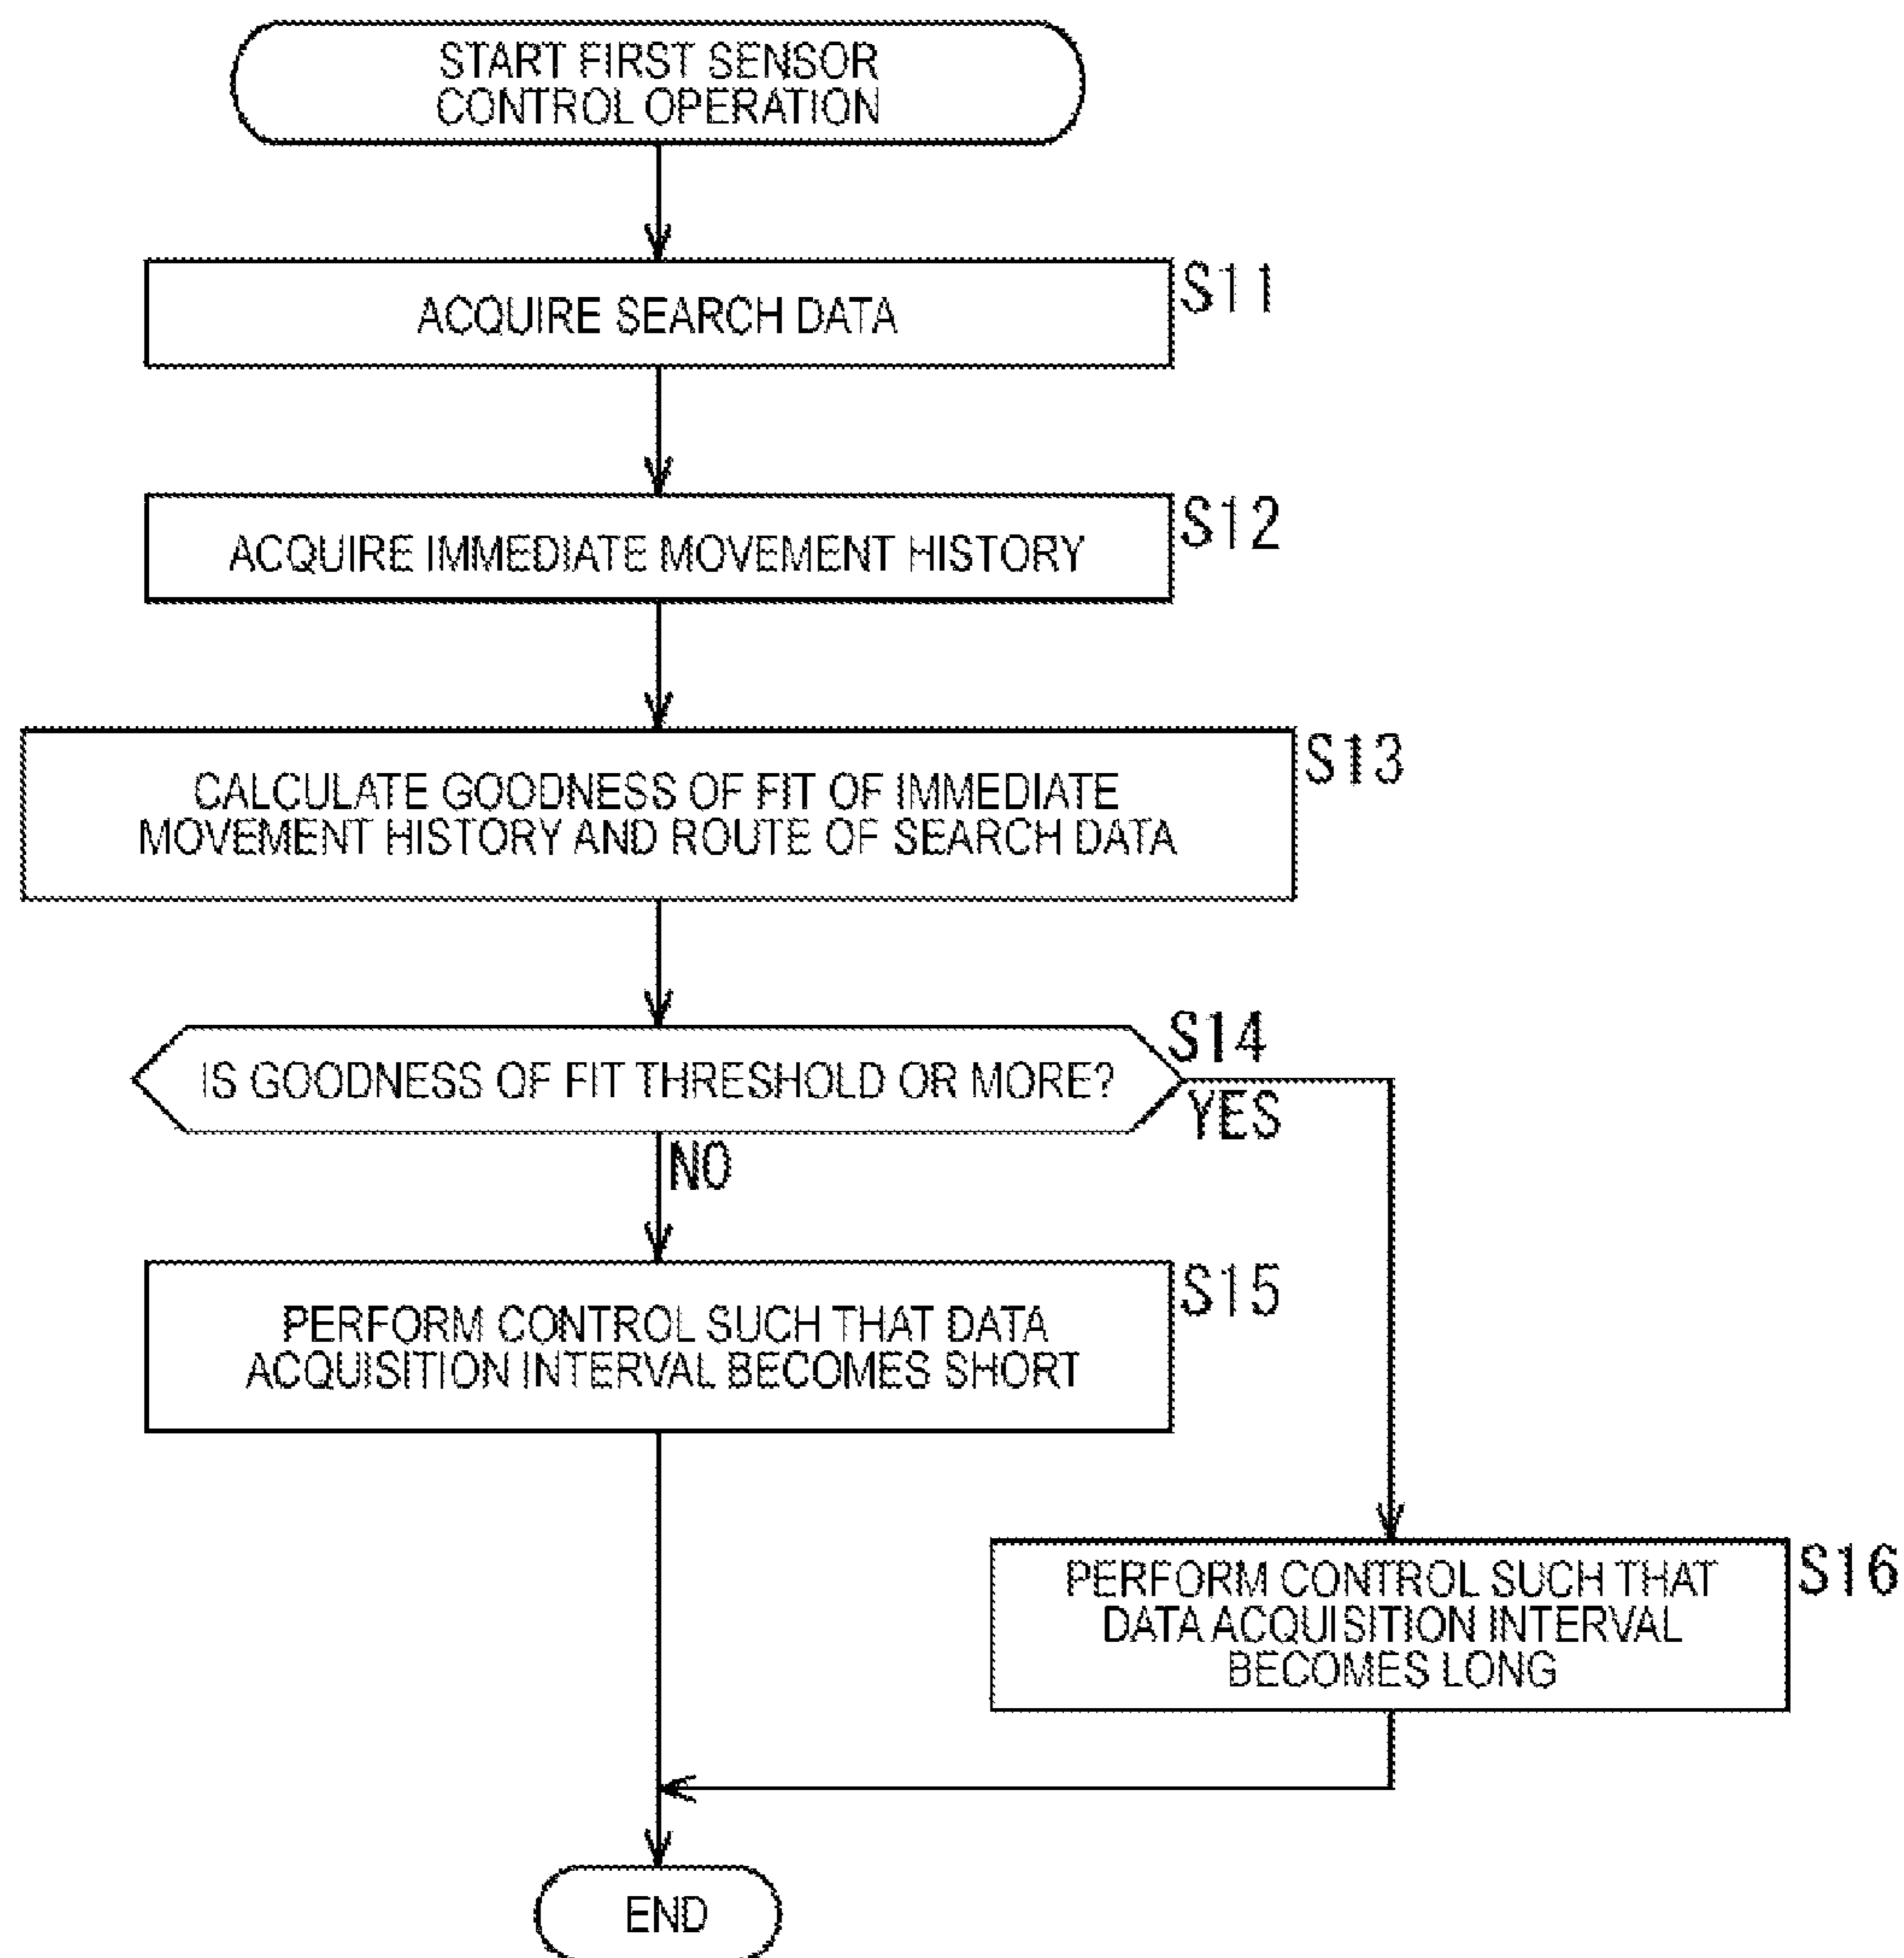 START FIRST SENSOR
CONTROL OPERATION
ACQUIRE SEARCH DATA
S11
ACQUIRE IMMEDIATE MOVEMENT HISTORY
S12
CALCULATE GOODNESS OF FIT OF IMMEDIATE
MOVEMENT HISTORY AND ROUTE OF SEARCH DATA
S13
IS GOODNESS OF FIT THRESHOLD OR MORE?
S14
YES
NO
PERFORM CONTROL SUCH THAT DATA
ACQUISITION INTERVAL BECOMES SHORT
S15
PERFORM CONTROL SUCH THAT
DATA ACQUISITION INTERVAL
BECOMES LONG
S16
END